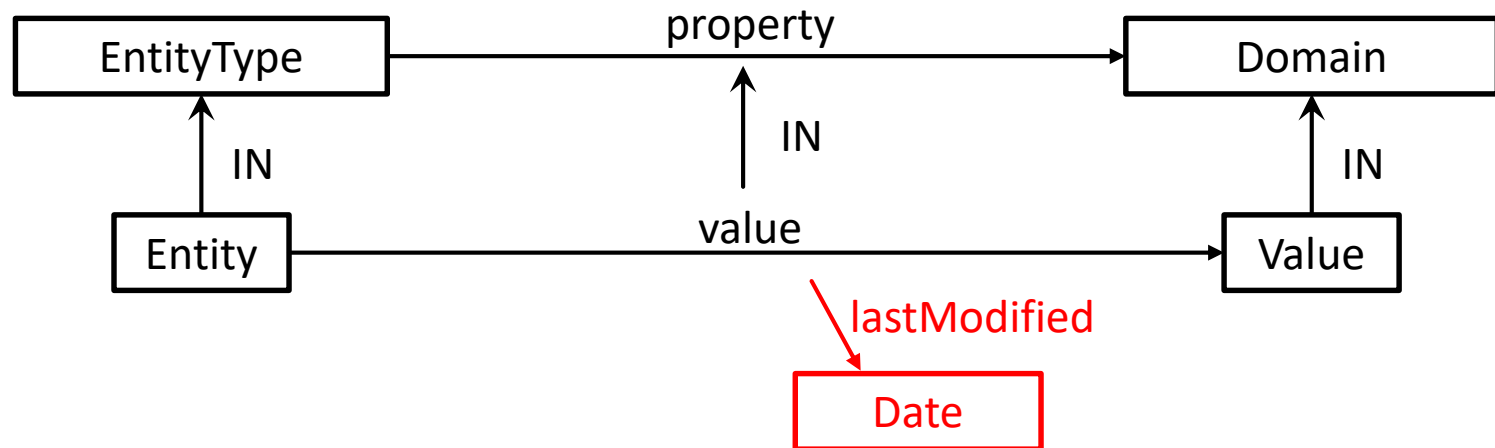 property
EntityType
Domain
IN
IN
IN
value
Entity
Value
lastModified
Date